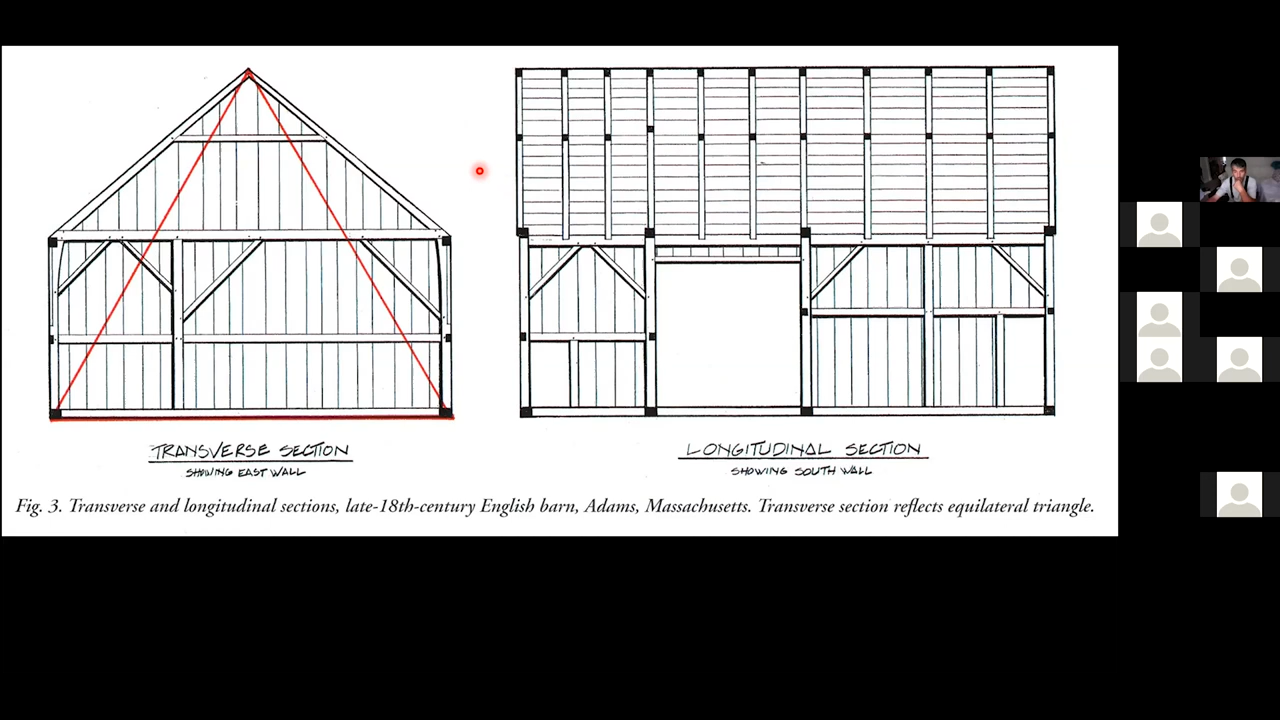 TRANSVERSE SECTION
SHOWING EAST WALL
LONGITUDINAL SECTION
SHOWING SOUTH WALL
Fig. 3. Transverse and longitudinal sections, late-18th-century English barn, Adams, Massachusetts. Transverse section reflects equilateral triangle.